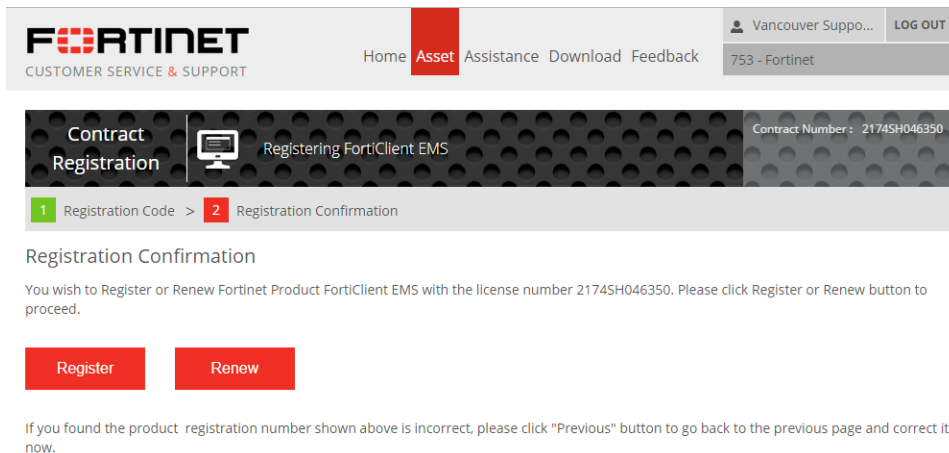 FORTINET
CUSTOMER SERVICE & SUPPORT
Home Asset Assistance Download Feedback
Vancouver Suppo... LOG OUT
753 - Fortinet
Contract Registration
Registering FortiClient EMS
Contract Number : 2174SH046350
1 Registration Code > 2 Registration Confirmation
Registration Confirmation
You wish to Register or Renew Fortinet Product FortiClient EMS with the license number 2174SH046350. Please click Register or Renew button to
proceed.
Register Renew
If you found the product registration number shown above is incorrect, please click "Previous" button to go back to the previous page and correct it
now.